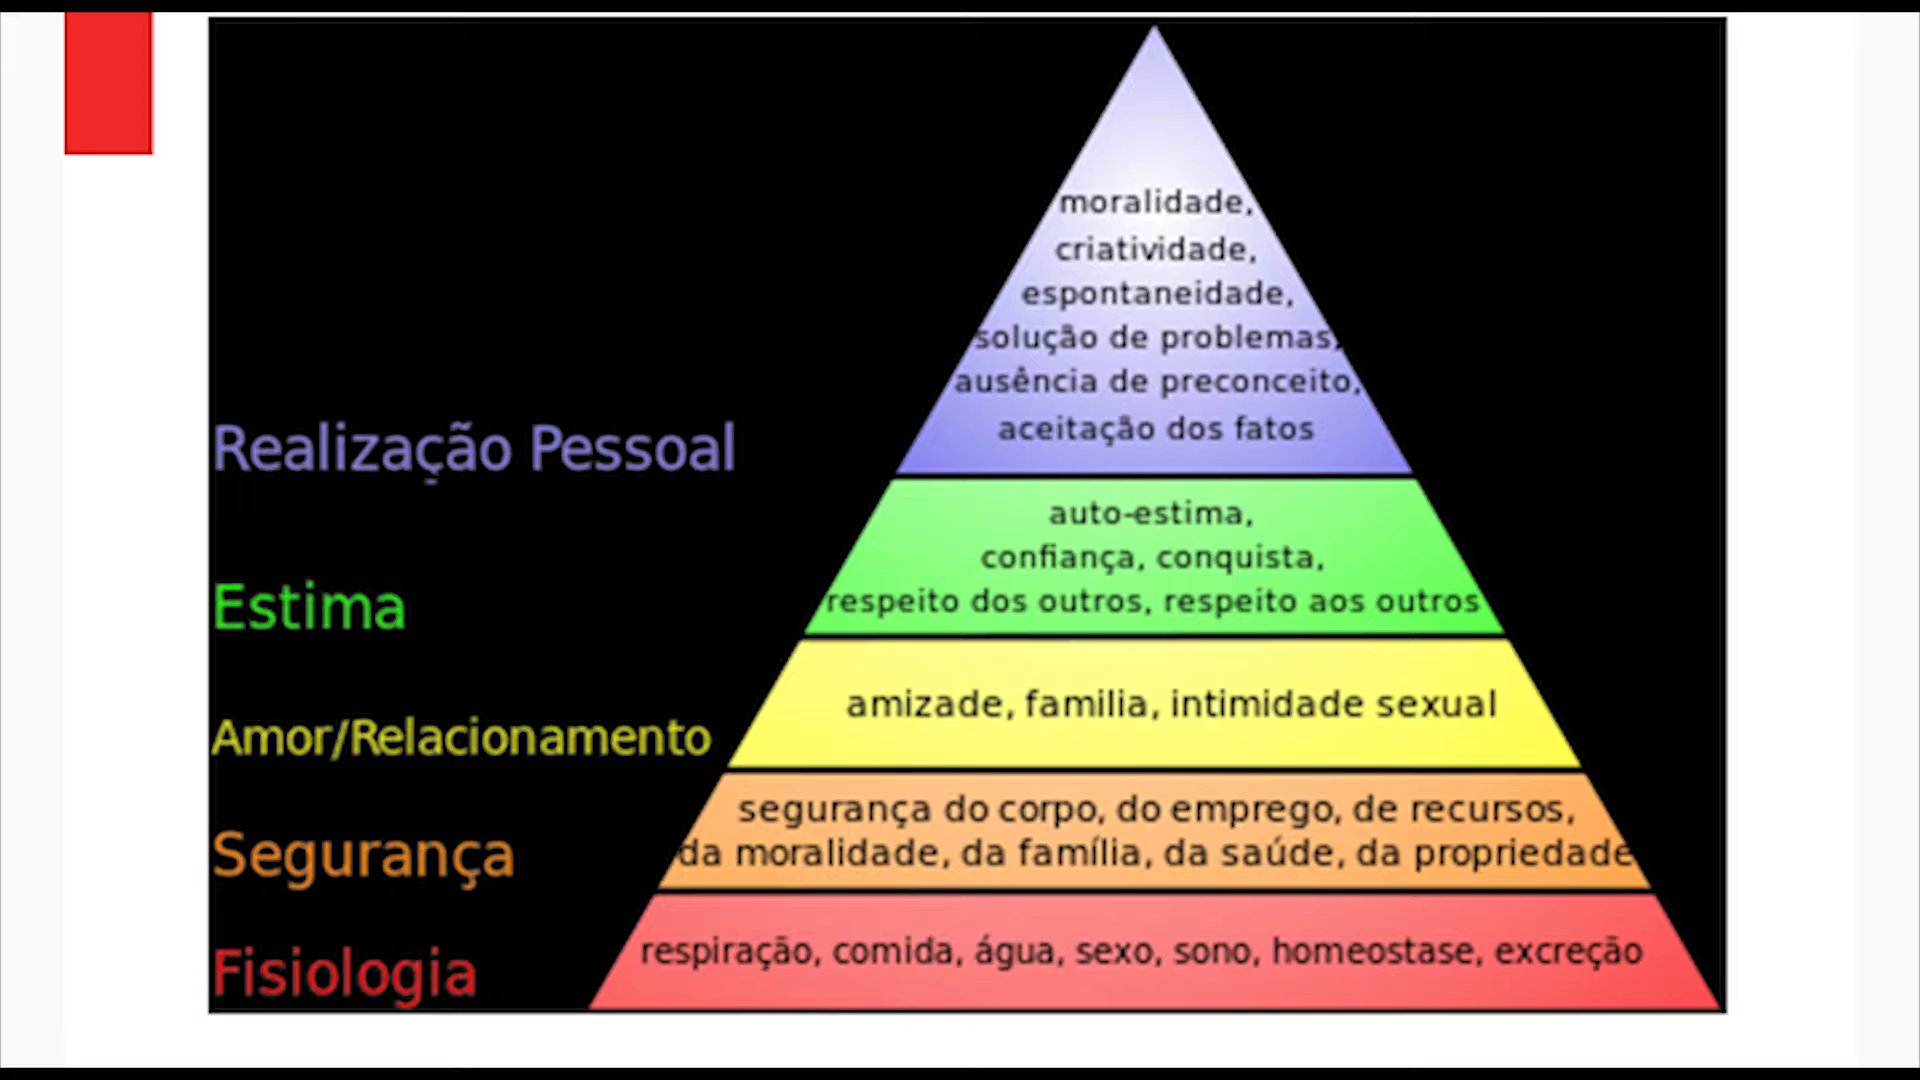 moralidade,
criatividade,
espontaneidade,
solução de problemas,
ausência de preconceito,
aceitação dos fatos
Realização Pessoal
auto-estima,
confiança, conquista,
respeito dos outros, respeito aos outros
Estima
amizade, familia, intimidade sexual
Amor/Relacionamento
segurança do corpo, do emprego, de recursos,
da moralidade, da família, da saúde, da propriedade
Segurança
respiração, comida, água, sexo, sono, homeostase, excreção
Fisiologia